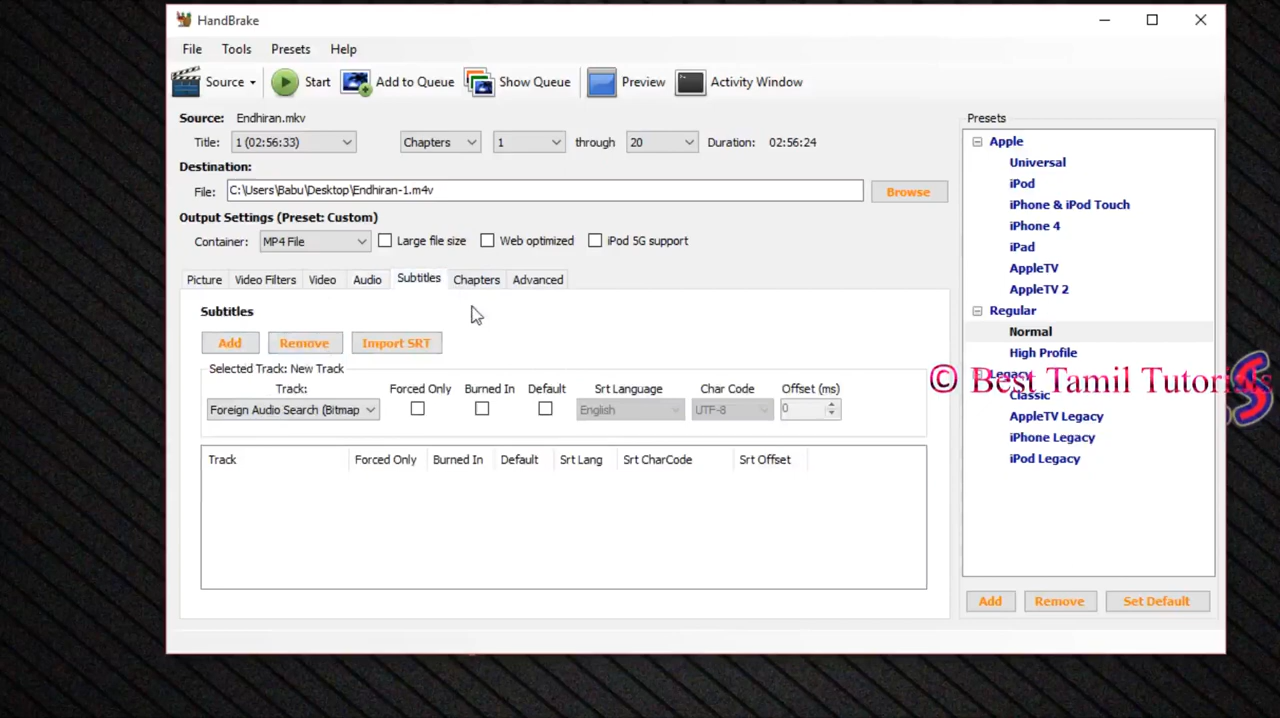 HandBrake
File Tools Presets Help
Source Start Add to Queue Show Queue Preview Activity Window
Source: Endhiran.mkv
Title: 1 (02:56:33) Chapters 1 through 20 Duration: 02:56:24
Destination:
File: C:\Users\Babu\Desktop\Endhiran-1.m4v Browse
Output Settings (Preset: Custom)
Container: MP4 File Large file size Web optimized iPod 5G support
Picture Video Filters Video Audio Subtitles Chapters Advanced
Subtitles
Add Remove Import SRT
Selected Track: New Track
Track: Forced Only Burned In Default Srt Language Char Code Offset (ms)
Foreign Audio Search (Bitmap English UTF-8 0
Track Forced Only Burned In Default Srt Lang Srt CharCode Srt Offset
Presets
Apple
Universal
iPod
iPhone & iPod Touch
iPhone 4
iPad
AppleTV
AppleTV 2
Regular
Normal
High Profile
Legacy
© Best Tamil Tutorials
Classic
AppleTV Legacy
iPhone Legacy
iPod Legacy
Add Remove Set Default